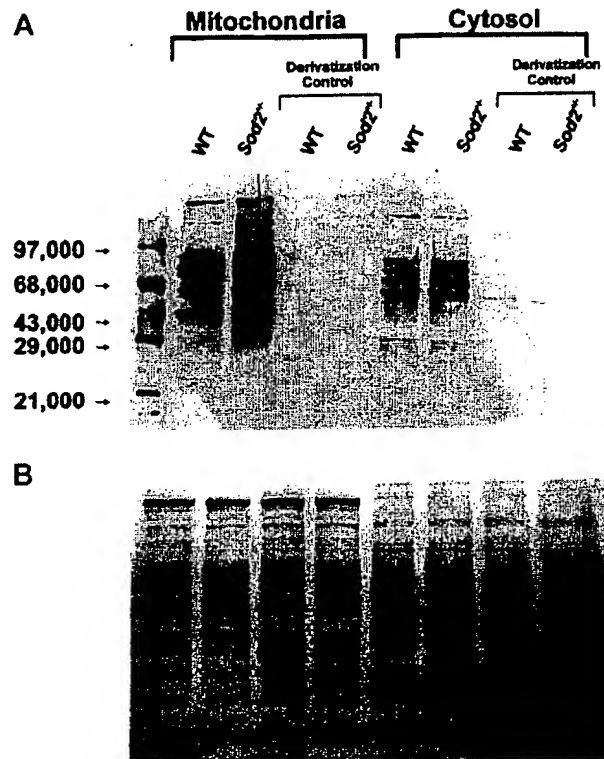 A
Mitochondria
Cytosol
Derivatization
Control
Derivatization
Control
WT
Sod2-/+
WT
Sod2-/+
WT
Sod2-/+
WT
Sod2-/+
97,000 →
68,000 →
43,000 →
29,000 →
21,000 →
B